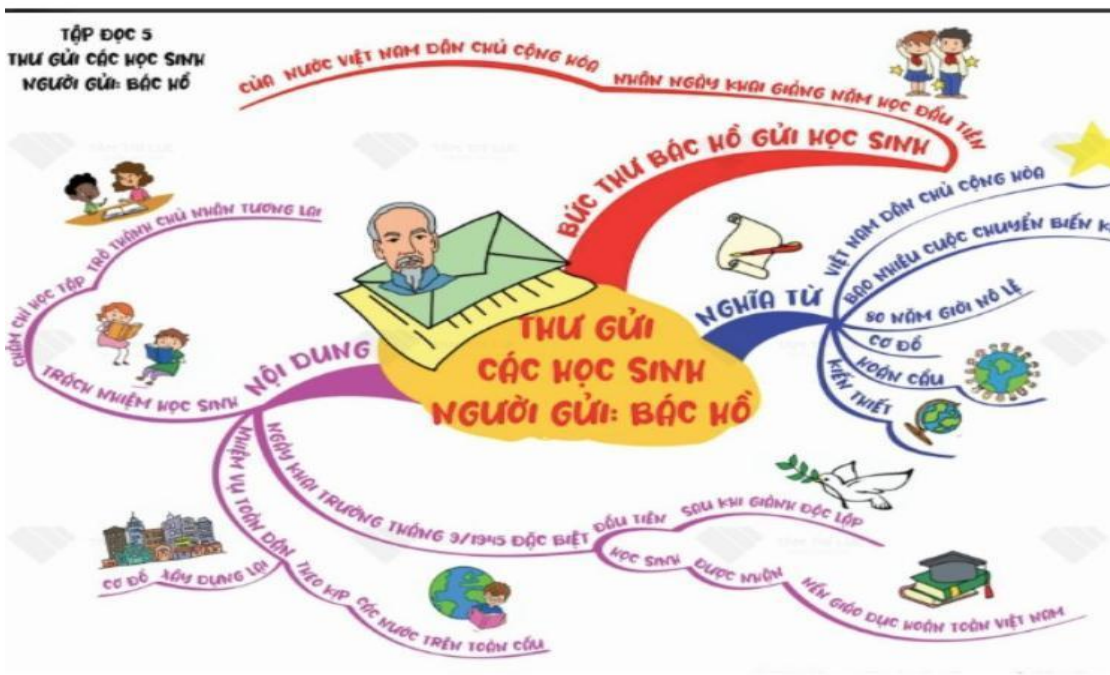 TẬP ĐỌC 5
THƯ GỬI CÁC HỌC SINH
NGƯỜI GỬI: BÁC HỒ
CỦA NƯỚC VIỆT NAM DÂN CHỦ CỘNG HÒA
NHÂN NGÀY KHAI GIẢNG NĂM HỌC ĐẦU TIÊN
BỨC THƯ BÁC HỒ GỬI HỌC SINH
THƯ GỬI
CÁC HỌC SINH
NGƯỜI GỬI: BÁC HỒ
NGHĨA TỪ
VIỆT NAM DÂN CHỦ CỘNG HÒA
BAO NHIÊU CUỘC CHUYỂN BIẾN
80 NĂM GIỜI NÔ LỆ
CƠ ĐỒ
HOÀN CẦU
KIẾN THIẾT
NỘI DUNG
TRÁCH NHIỆM HỌC SINH
CHĂM CHỈ HỌC TẬP
TRỞ THÀNH CHỦ NHÂN TƯƠNG LAI
NHIỆM VỤ TOÀN DÂN
XÂY DỰNG LẠI
CƠ ĐỒ
THEO KỊP
CÁC NƯỚC TRÊN TOÀN CẦU
NGÀY KHAI TRƯỜNG THÁNG 9/1945 ĐẶC BIỆT
ĐẦU TIÊN
SAU KHI GIÀNH ĐỘC LẬP
HỌC SINH
ĐƯỢC NHẬN
NỀN GIÁO DỤC HOÀN TOÀN VIỆT NAM